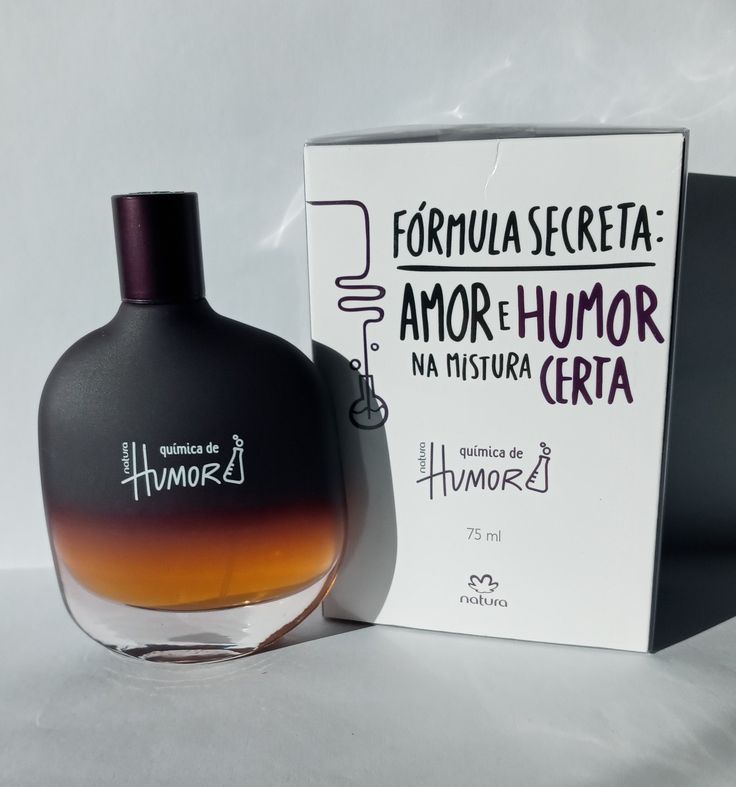 natura
química de
HUMOR
FÓRMULA SECRETA:
AMOR E HUMOR
NA MISTURA CERTA
natura
química de
HUMOR
75 ml
natura